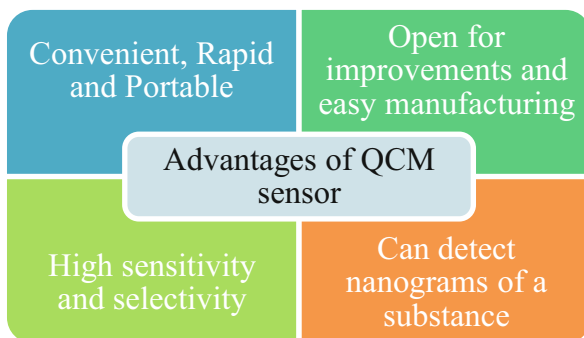 Convenient, Rapid
and Portable
Open for
improvements and
easy manufacturing
Advantages of QCM
sensor
High sensitivity
and selectivity
Can detect
nanograms of a
substance